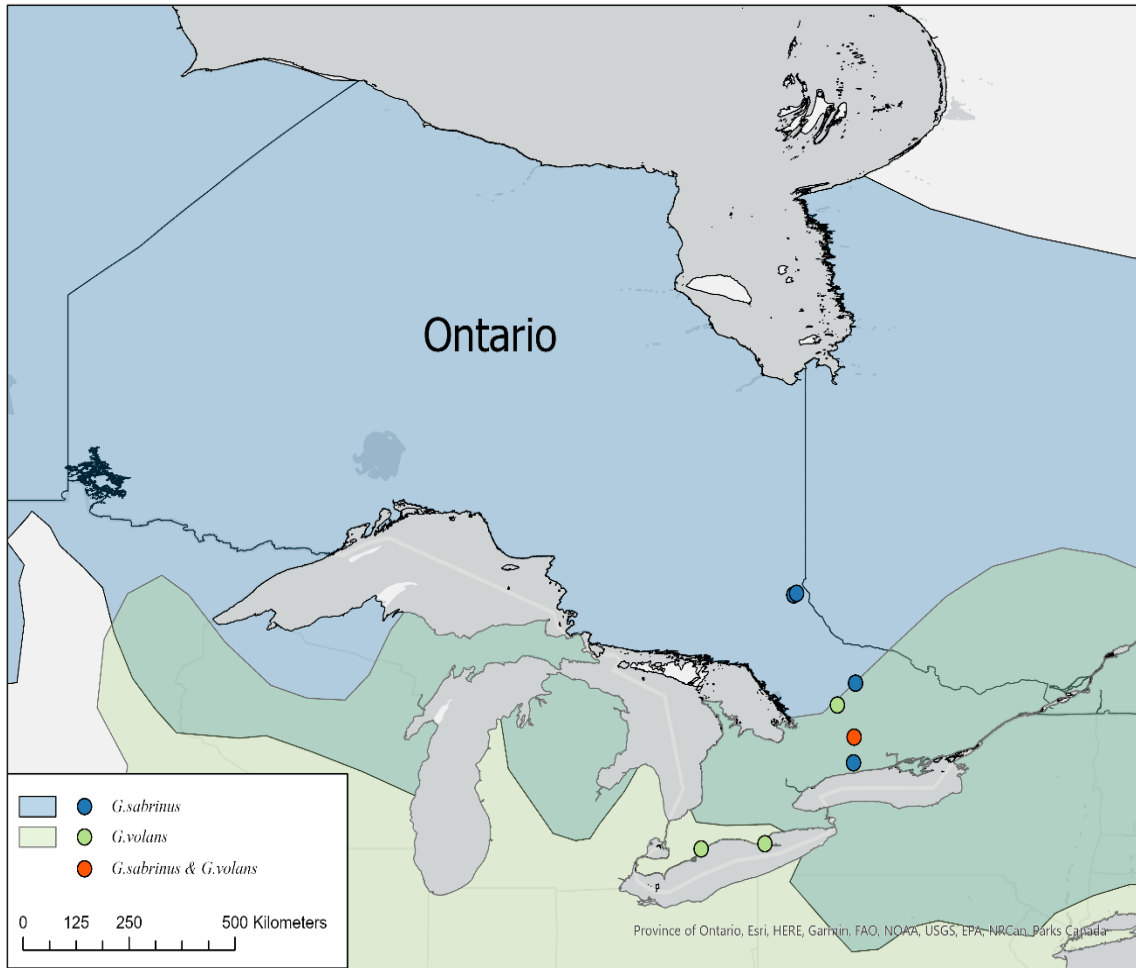 Ontario
G.sabrinus
G.volans
G.sabrinus & G.volans
0 125 250 500 Kilometers
Province of Ontario, Esri, HERE, Garmin, FAO, NOAA, USGS, EPA, NRCan, Parks Canada